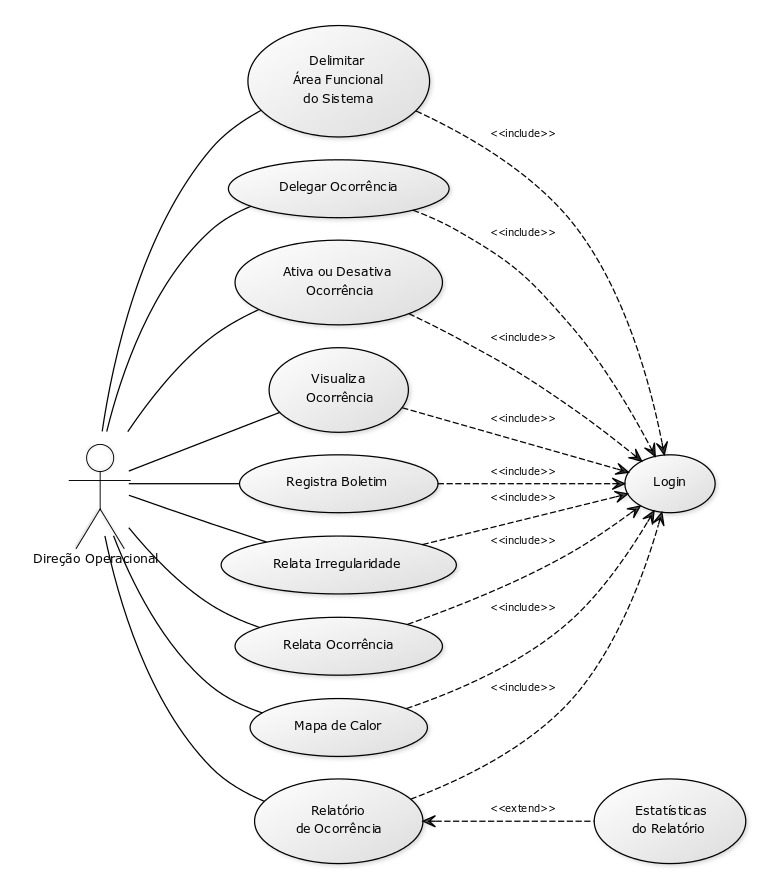 Delimitar
Área Funcional
do Sistema
<<include>>
Delegar Ocorrência
<<include>>
Ativa ou Desativa
Ocorrência
<<include>>
Visualiza
Ocorrência
<<include>>
Registra Boletim
<<include>>
Login
<<include>>
Relata Irregularidade
<<include>>
Direção Operacional
Relata Ocorrência
<<include>>
Mapa de Calor
<<include>>
Relatório
de Ocorrência
<<extend>>
Estatísticas
do Relatório